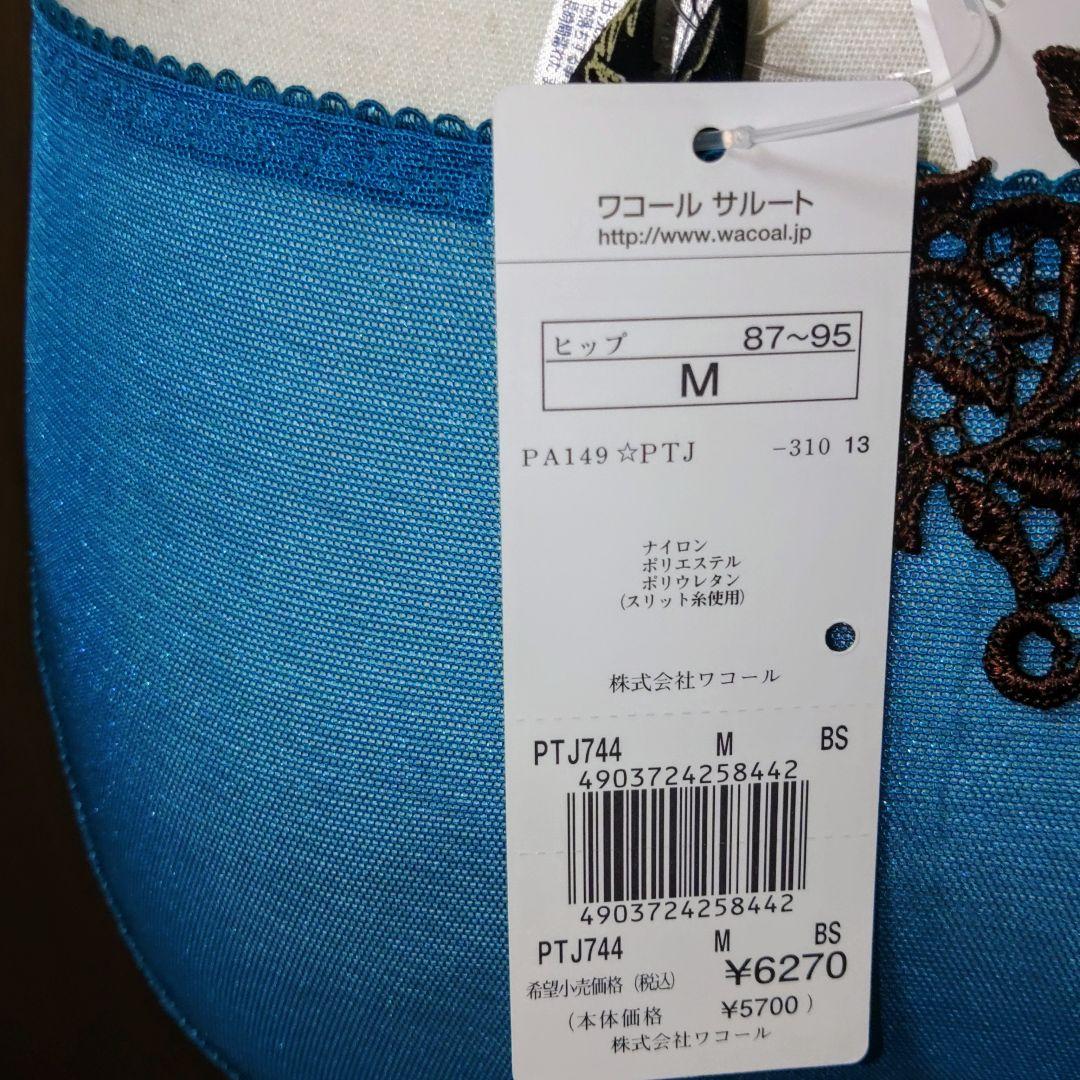 ワコール サルート
http://www.wacoal.jp
ヒップ 87～95
M
PA149☆PTJ -310 13
ナイロン
ポリエステル
ポリウレタン
(スリット糸使用)
株式会社ワコール
PTJ744 M BS
4903724258442
4903724258442
PTJ744 M BS
希望小売価格(税込) ¥6270
(本体価格 ¥5700)
株式会社ワコール